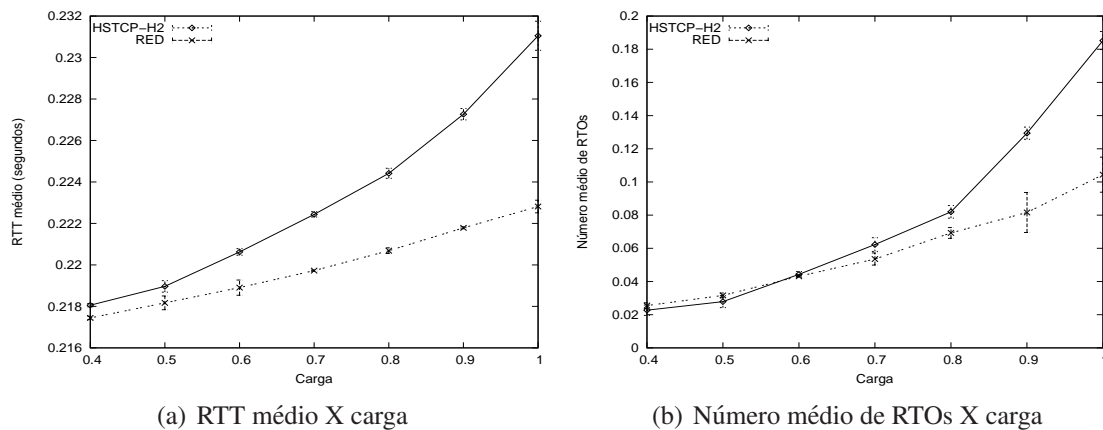 HSTCP-H2
RED
0.232
0.23
0.228
0.226
0.224
0.222
0.22
0.218
0.216
RTT médio (segundos)
0.4 0.5 0.6 0.7 0.8 0.9 1
Carga
(a) RTT médio X carga
HSTCP-H2
RED
0.2
0.18
0.16
0.14
0.12
0.1
0.08
0.06
0.04
0.02
0
Número médio de RTOs
0.4 0.5 0.6 0.7 0.8 0.9 1
Carga
(b) Número médio de RTOs X carga